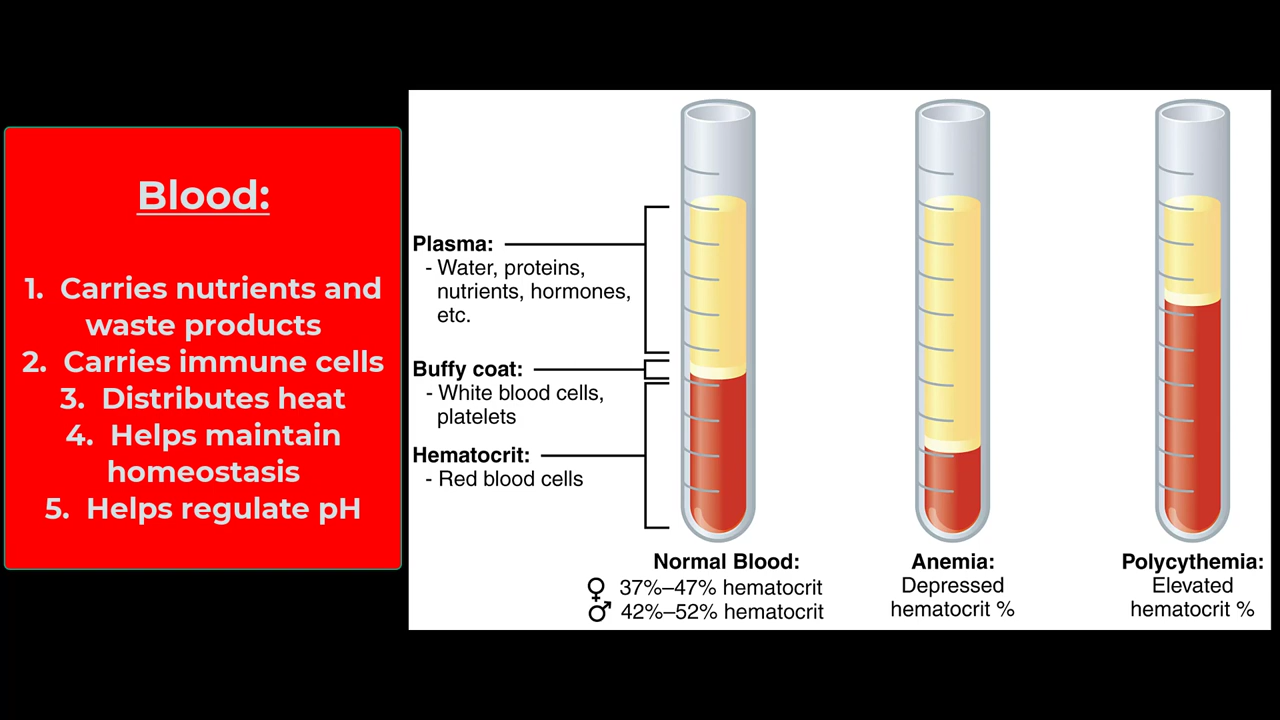 Blood:
1. Carries nutrients and
waste products
2. Carries immune cells
3. Distributes heat
4. Helps maintain
homeostasis
5. Helps regulate pH
Plasma:
- Water, proteins,
nutrients, hormones,
etc.
Buffy coat:
- White blood cells,
platelets
Hematocrit:
- Red blood cells
Normal Blood:
♀ 37%–47% hematocrit
♂ 42%–52% hematocrit
Anemia:
Depressed
hematocrit %
Polycythemia:
Elevated
hematocrit %